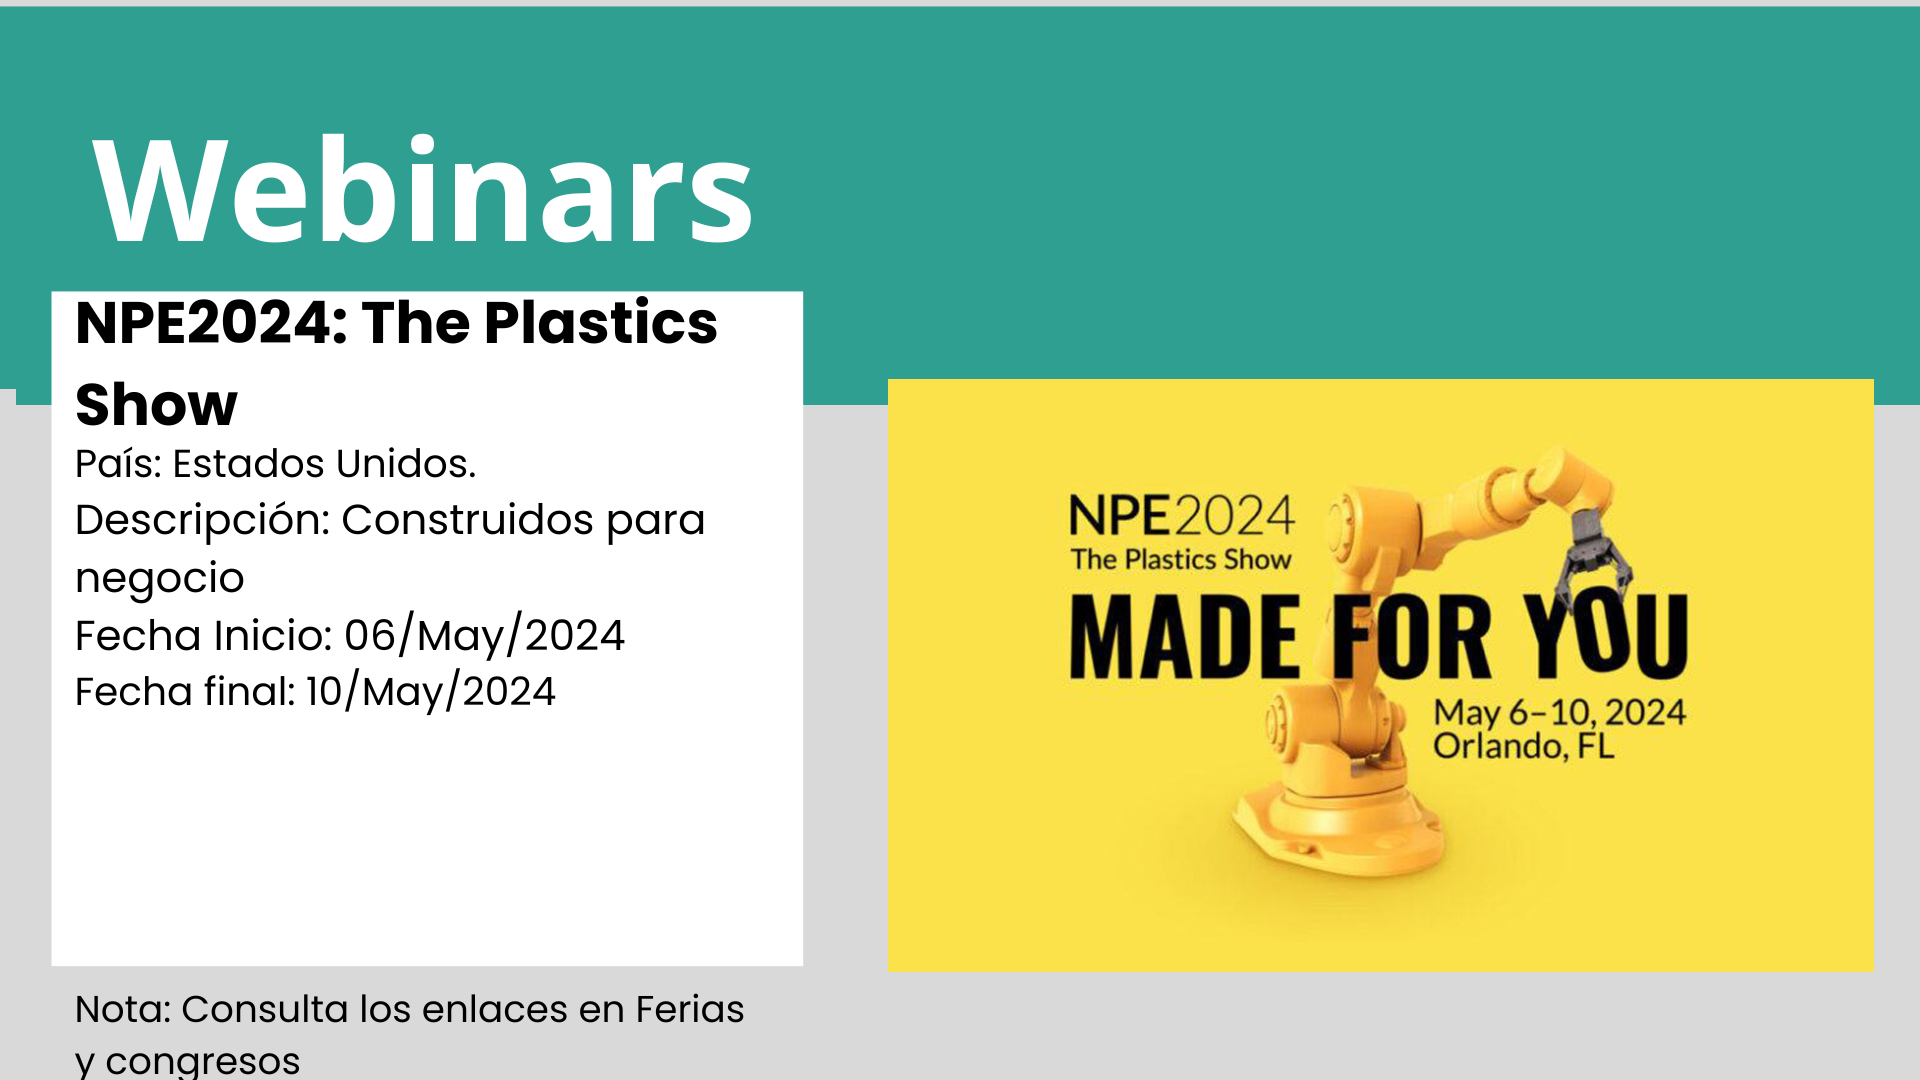 Webinars
NPE2024: The Plastics
Show
País: Estados Unidos.
Descripción: Construidos para
negocio
Fecha Inicio: 06/May/2024
Fecha final: 10/May/2024
NPE2024
The Plastics Show
MADE FOR YOU
May 6–10, 2024
Orlando, FL
Nota: Consulta los enlaces en Ferias
y congresos